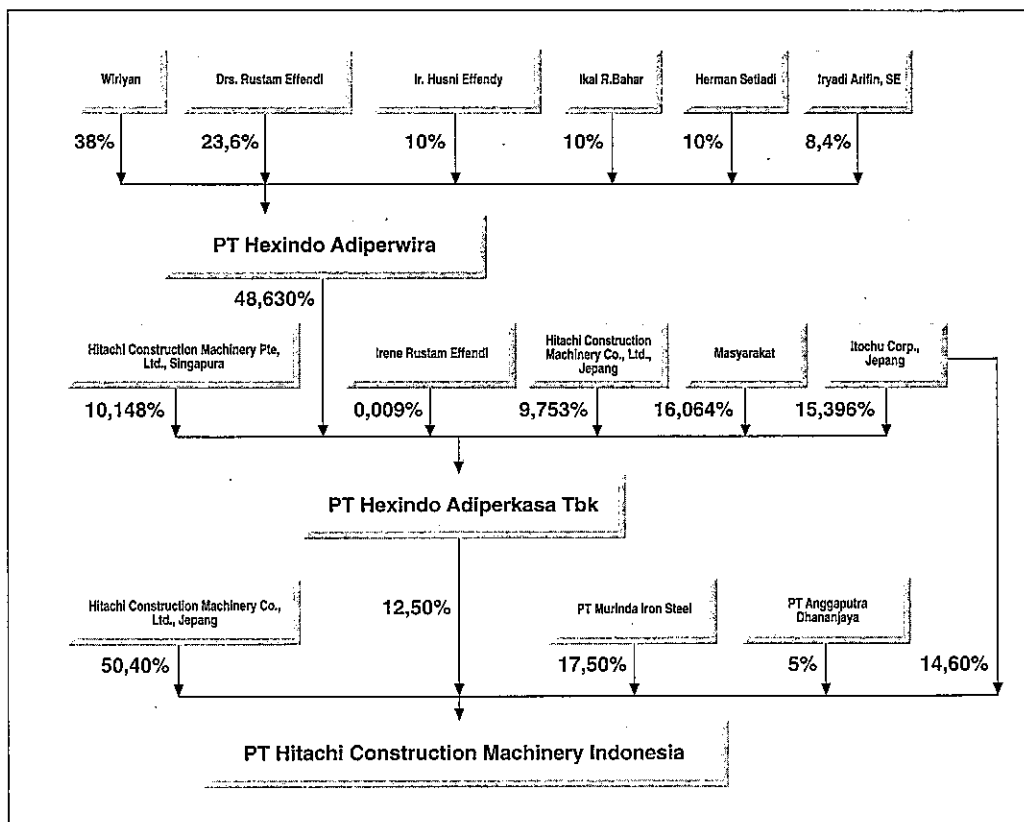 Wiriyan
Drs. Rustam Effendi
Ir. Husni Effendy
Ikal R.Bahar
Herman Setiadi
Iryadi Arifin, SE
38%
23,6%
10%
10%
10%
8,4%
PT Hexindo Adiperwira
48,630%
Hitachi Construction Machinery Pte,
Ltd., Singapura
Irene Rustam Effendi
Hitachi Construction
Machinery Co., Ltd.,
Jepang
Masyarakat
Itochu Corp.,
Jepang
10,148%
0,009%
9,753%
16,064%
15,396%
PT Hexindo Adiperkasa Tbk
Hitachi Construction Machinery Co.,
Ltd., Jepang
12,50%
PT Murinda Iron Steel
PT Anggaputra
Dhananjaya
50,40%
17,50%
5%
14,60%
PT Hitachi Construction Machinery Indonesia